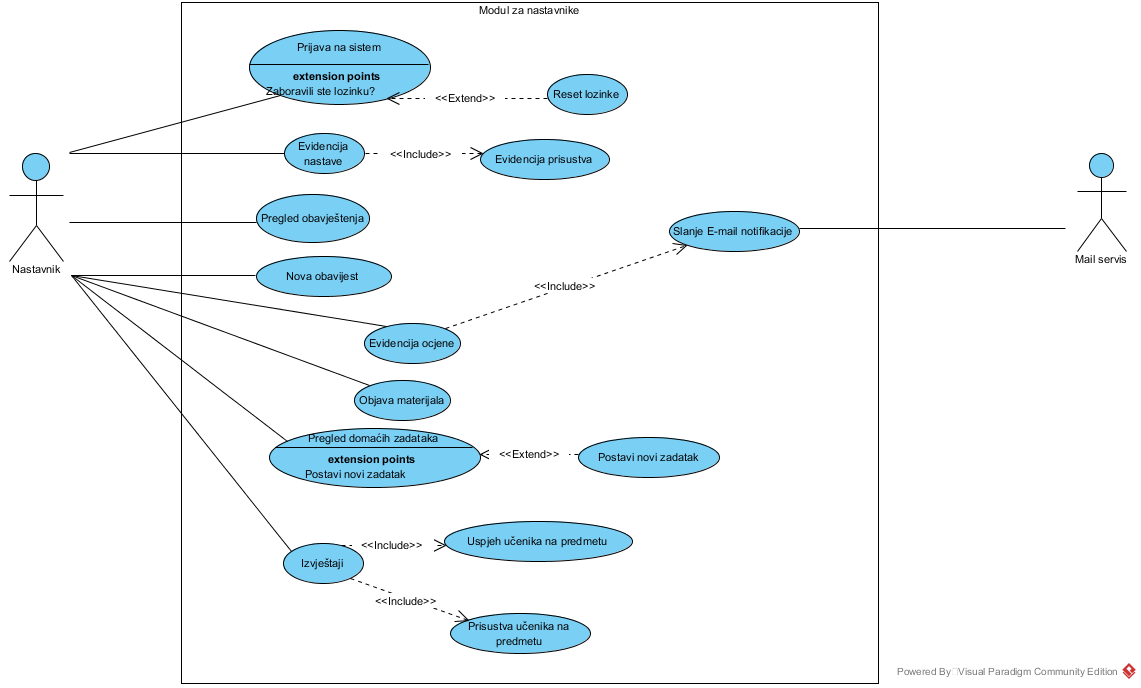 Modul za nastavnike
Prijava na sistem
extension points
Zaboravili ste lozinku?
<<Extend>>
Reset lozinke
Evidencija
nastave
<<Include>>
Evidencija prisustva
Nastavnik
Pregled obavještenja
Slanje E-mail notifikacije
Mail servis
Nova obavijest
<<Include>>
Evidencija ocjene
Objava materijala
Pregled domaćih zadataka
extension points
Postavi novi zadatak
<<Extend>>
Postavi novi zadatak
Izvještaji
<<Include>>
Uspjeh učenika na predmetu
<<Include>>
Prisustva učenika na
predmetu
Powered By Visual Paradigm Community Edition